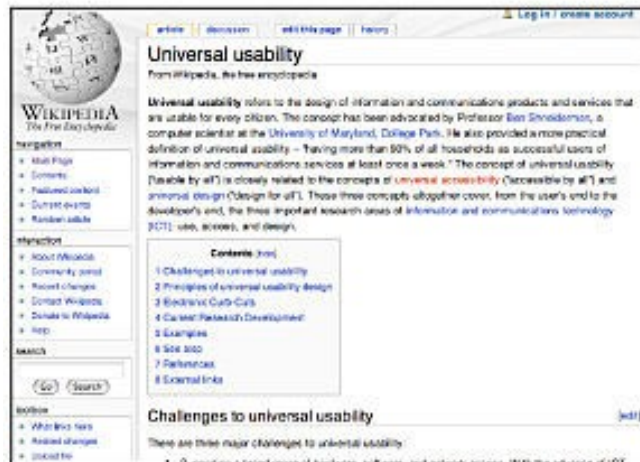 Log in / create account
article discussion edit this page history
Universal usability
From Wikipedia, the free encyclopedia
Universal usability refers to the design of information and communications products and services that
are usable for every citizen. The concept has been advocated by Professor Ben Shneiderman, a
computer scientist at the University of Maryland, College Park. He also provided a more practical
definition of universal usability – "having more than 90% of all households as successful users of
information and communications services at least once a week." The concept of universal usability
("usable by all") is closely related to the concepts of universal accessibility ("accessible by all") and
universal design ("design for all"). These three concepts altogether cover, from the user's end to the
developer's end, the three important research areas of information and communications technology
(ICT): use, access, and design.
Contents [hide]
1 Challenges to universal usability
2 Principles of universal usability design
3 Electronic Curb-Cuts
4 Current Research Development
5 Examples
6 See also
7 References
8 External links
Challenges to universal usability [edit]
There are three major challenges to universal usability:
WIKIPEDIA
The Free Encyclopedia
navigation
Main Page
Contents
Featured content
Current events
Random article
interaction
About Wikipedia
Community portal
Recent changes
Contact Wikipedia
Donate to Wikipedia
Help
search
Go Search
toolbox
What links here
Related changes
Upload file